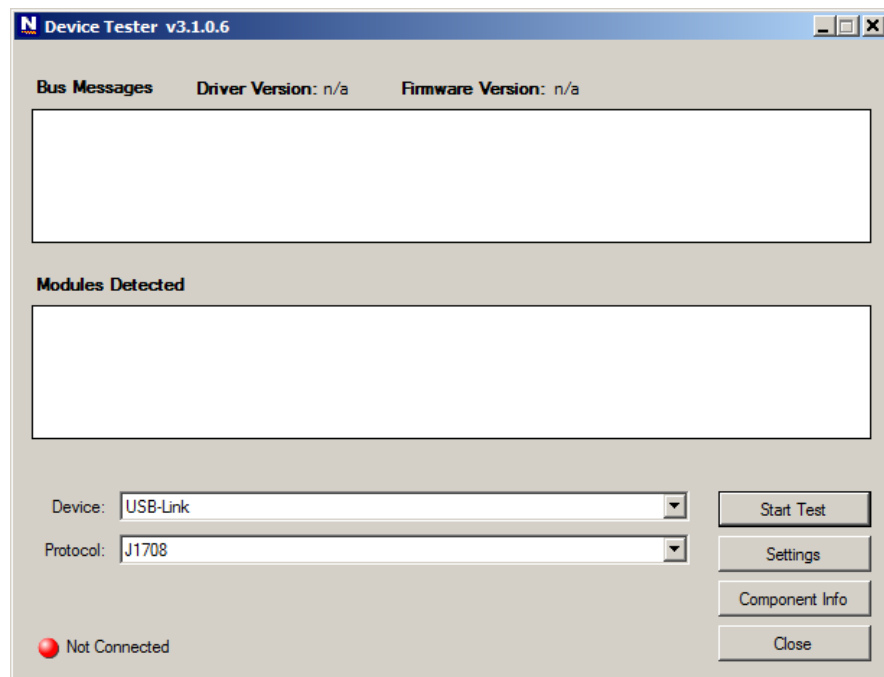 N Device Tester v3.1.0.6
Bus Messages Driver Version: n/a Firmware Version: n/a
Modules Detected
Device: USB-Link Start Test
Protocol: J1708 Settings
Component Info
Not Connected Close